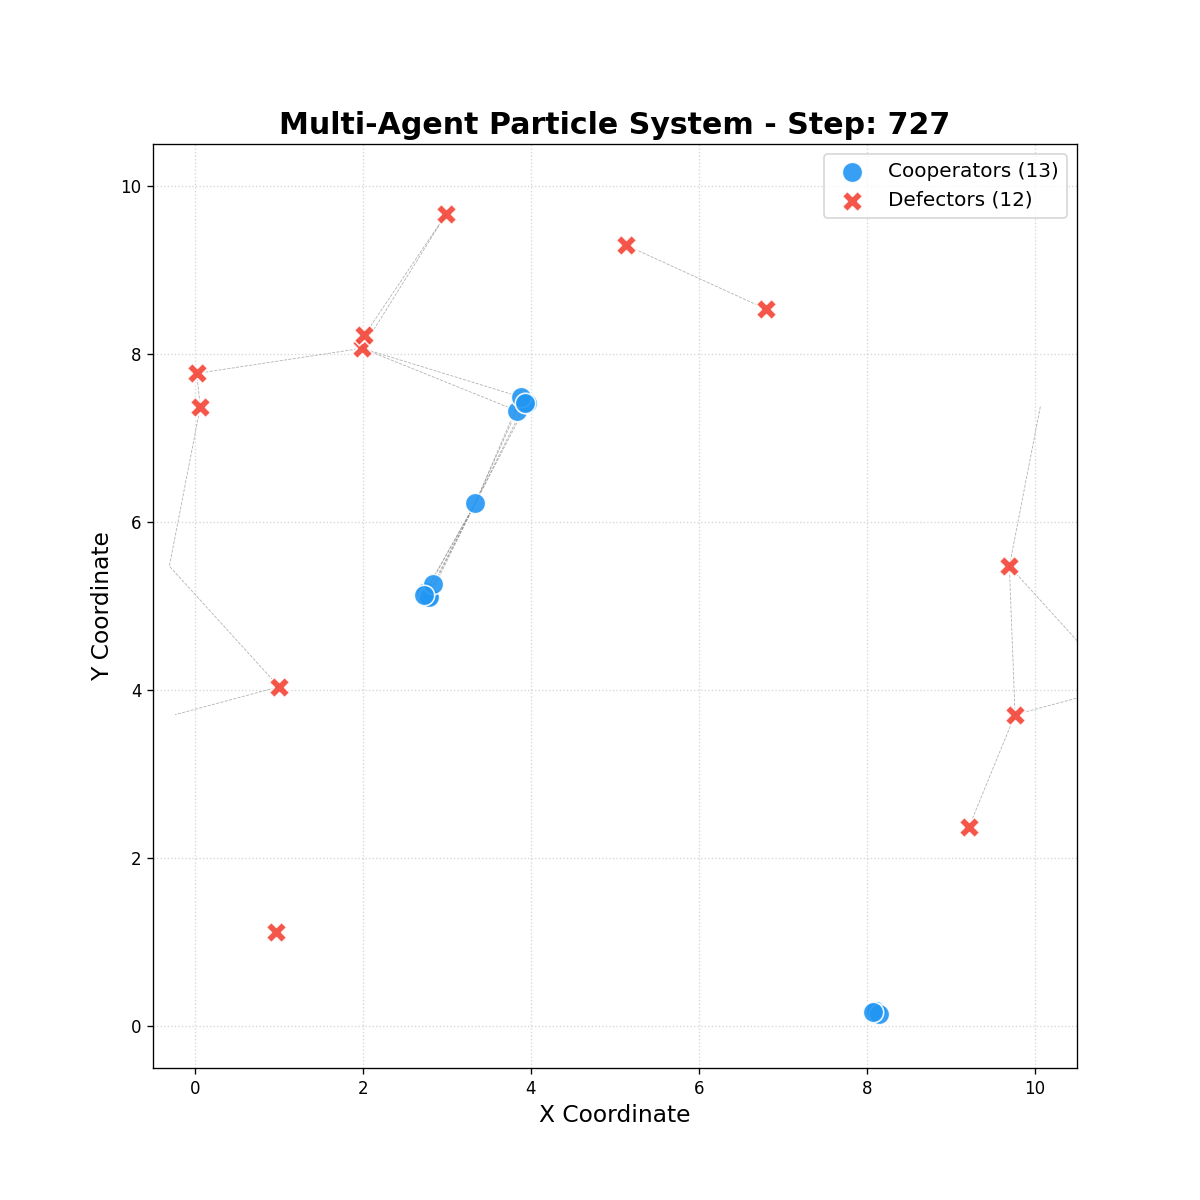 Multi-Agent Particle System - Step: 727
Cooperators (13)
Defectors (12)
10
8
6
4
2
0
Y Coordinate
0 2 4 6 8 10
X Coordinate